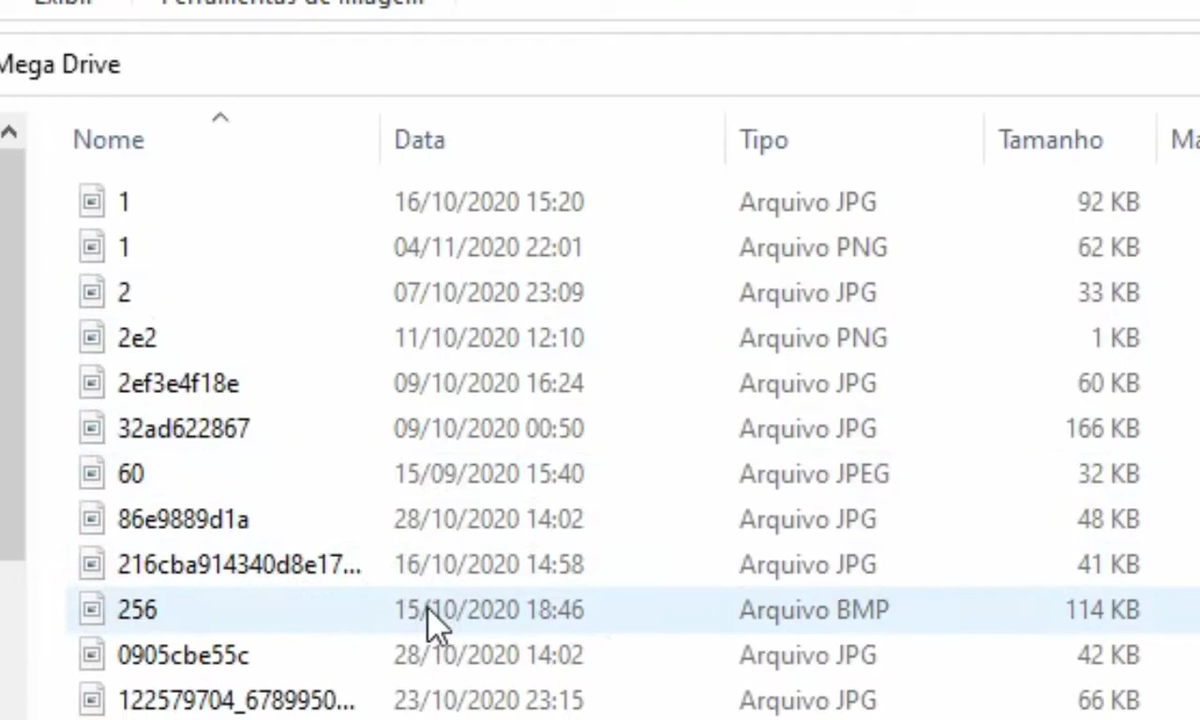 Exibir Ferramentas de Imagem
Mega Drive
Nome Data Tipo Tamanho
1 16/10/2020 15:20 Arquivo JPG 92 KB
1 04/11/2020 22:01 Arquivo PNG 62 KB
2 07/10/2020 23:09 Arquivo JPG 33 KB
2e2 11/10/2020 12:10 Arquivo PNG 1 KB
2ef3e4f18e 09/10/2020 16:24 Arquivo JPG 60 KB
32ad622867 09/10/2020 00:50 Arquivo JPG 166 KB
60 15/09/2020 15:40 Arquivo JPEG 32 KB
86e9889d1a 28/10/2020 14:02 Arquivo JPG 48 KB
216cba914340d8e17... 16/10/2020 14:58 Arquivo JPG 41 KB
256 15/10/2020 18:46 Arquivo BMP 114 KB
0905cbe55c 28/10/2020 14:02 Arquivo JPG 42 KB
122579704_6789950... 23/10/2020 23:15 Arquivo JPG 66 KB